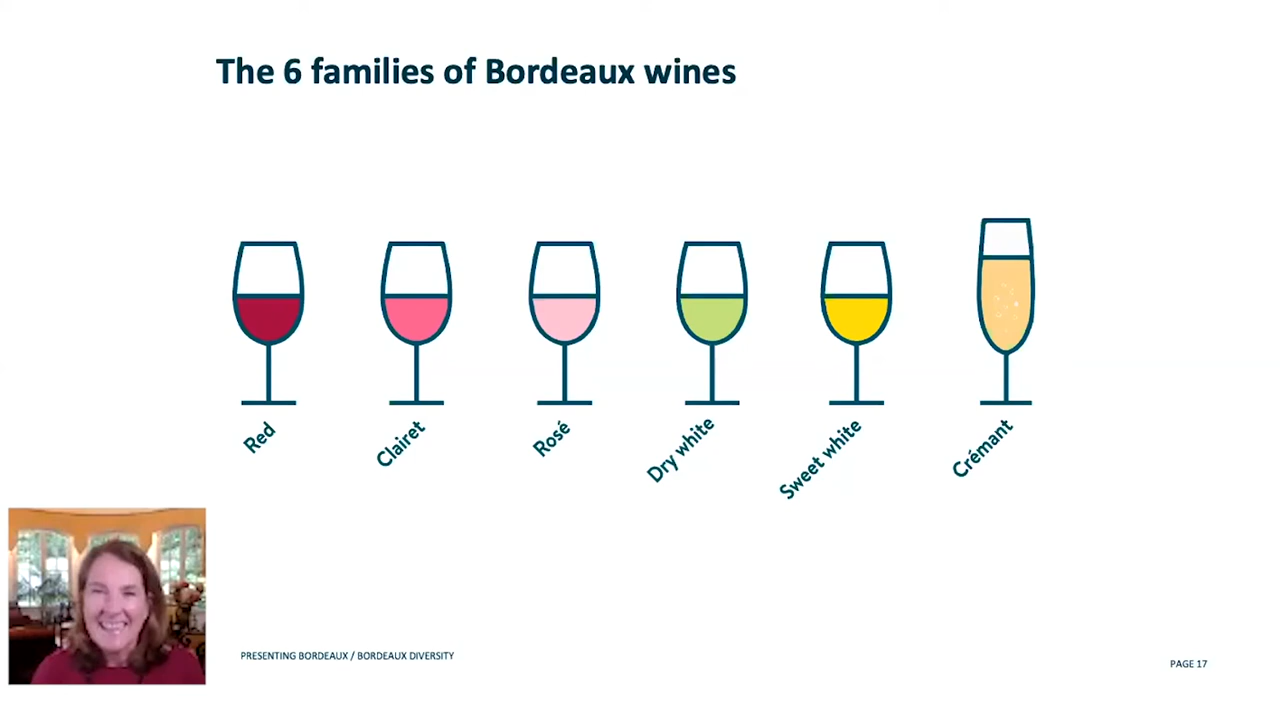 The 6 families of Bordeaux wines
Red
Clairet
Rosé
Dry white
Sweet white
Crémant
PRESENTING BORDEAUX / BORDEAUX DIVERSITY
PAGE 17